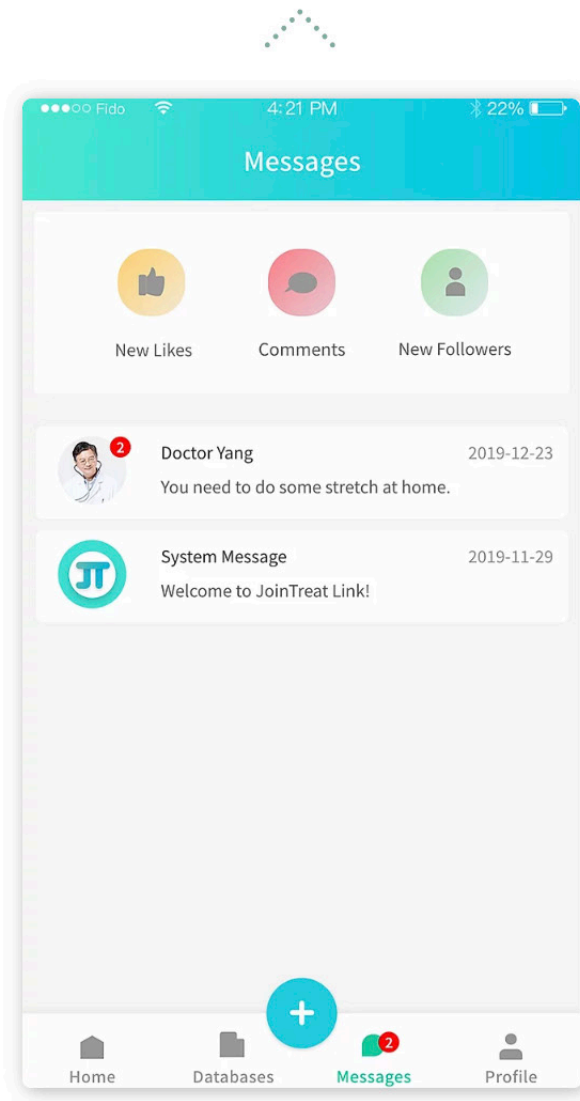 Fido 4:21 PM 22%
Messages
New Likes Comments New Followers
2
Doctor Yang 2019-12-23
You need to do some stretch at home.
JT
System Message 2019-11-29
Welcome to JoinTreat Link!
+
2
Home Databases Messages Profile